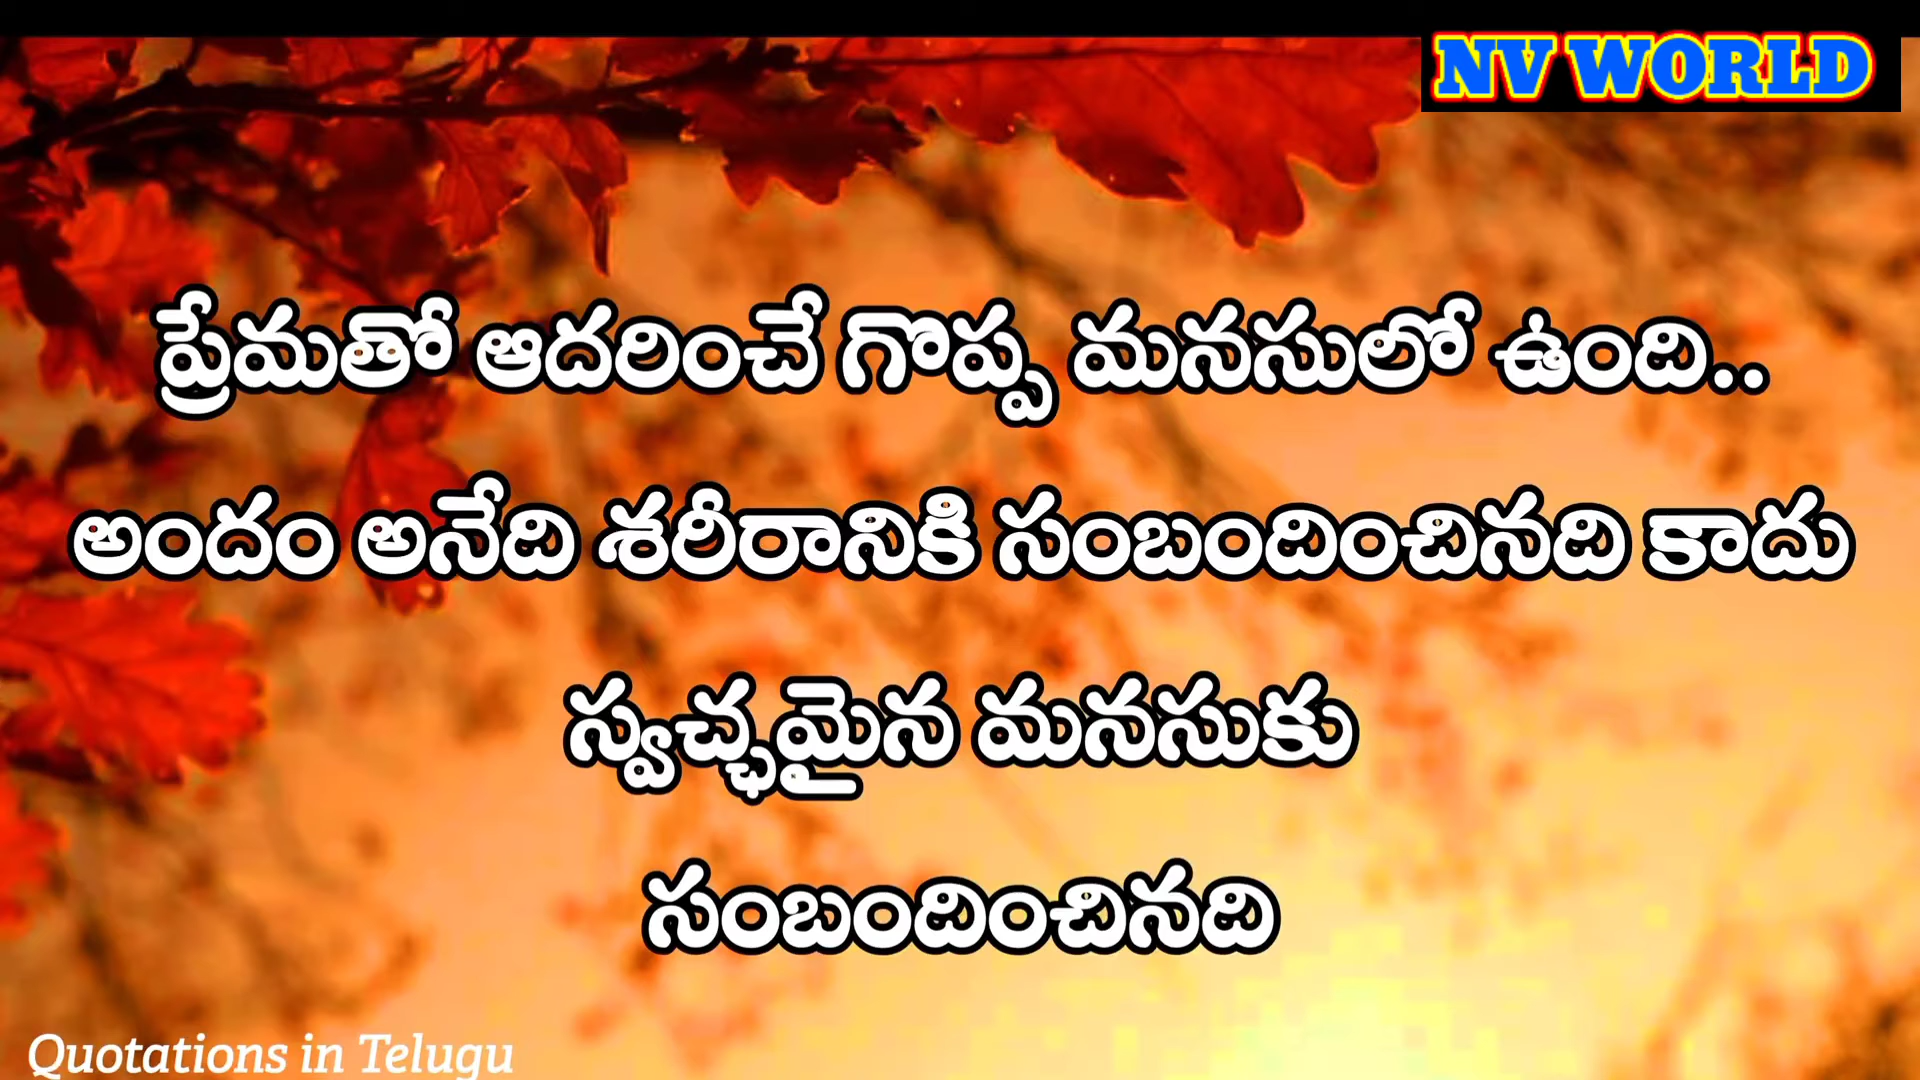 NV WORLD
ప్రేమతో ఆదరించే గొప్ప మనసులో ఉంది..
అందం అనేది శరీరానికి సంబందించినది కాదు
స్వచ్ఛమైన మనసుకు
సంబందించినది
Quotations in Telugu